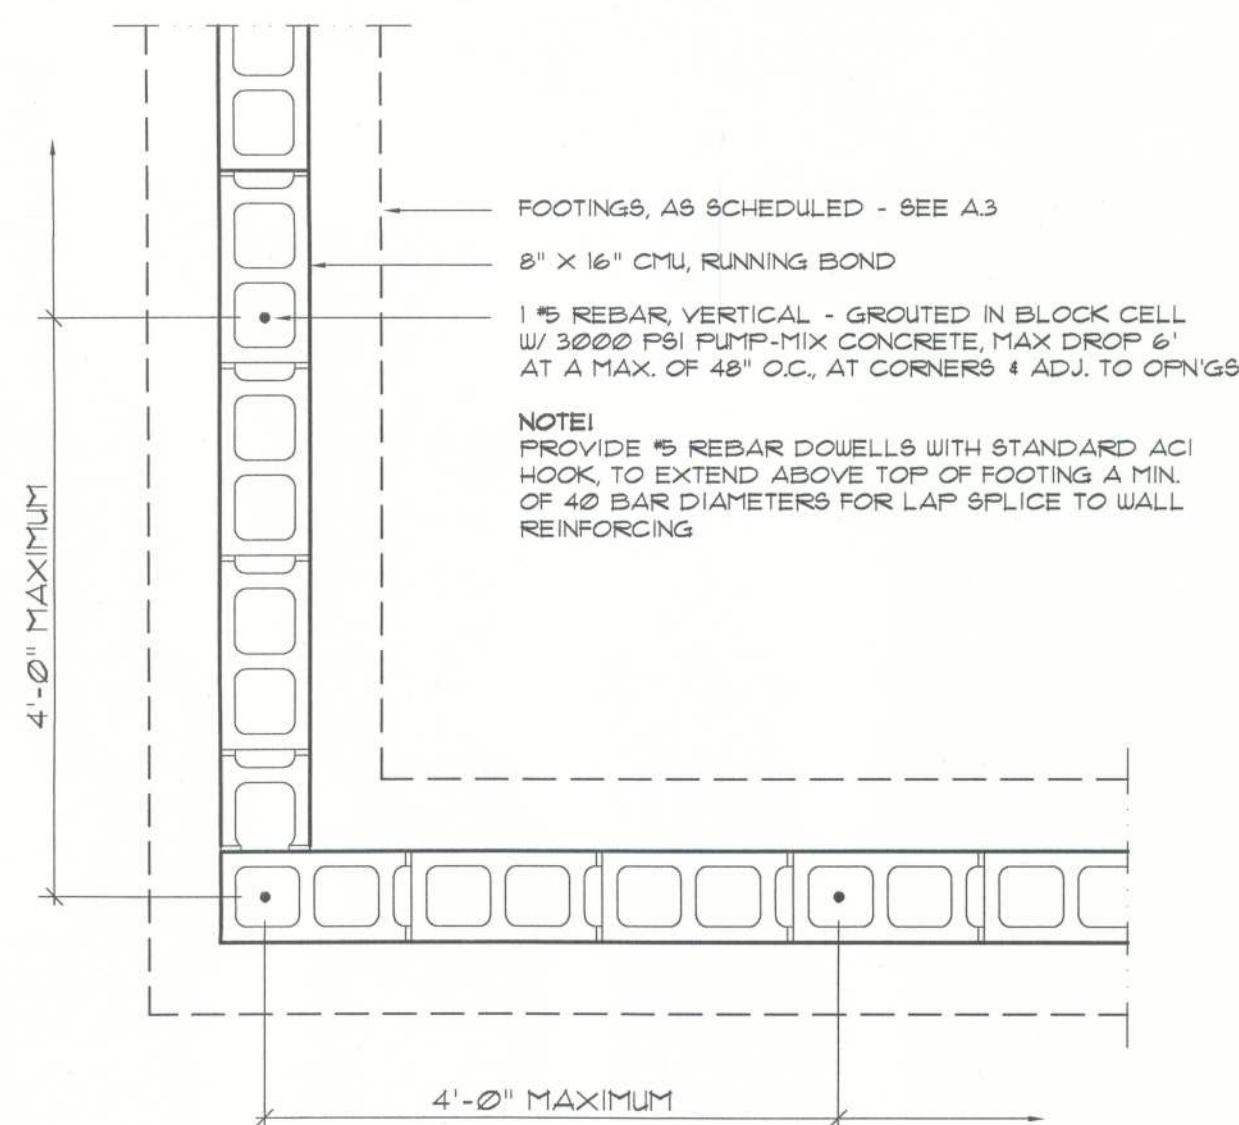 FOOTINGS, AS SCHEDULED - SEE A.3
8" X 16" CMU, RUNNING BOND
1 #5 REBAR, VERTICAL - GROUTED IN BLOCK CELL
W/ 3000 PSI PUMP-MIX CONCRETE, MAX DROP 6'
AT A MAX. OF 48" O.C., AT CORNERS & ADJ. TO OPN'GS
NOTE!
PROVIDE #5 REBAR DOWELLS WITH STANDARD ACI
HOOK, TO EXTEND ABOVE TOP OF FOOTING A MIN.
OF 40 BAR DIAMETERS FOR LAP SPLICE TO WALL
REINFORCING
4'-0" MAXIMUM
4'-0" MAXIMUM